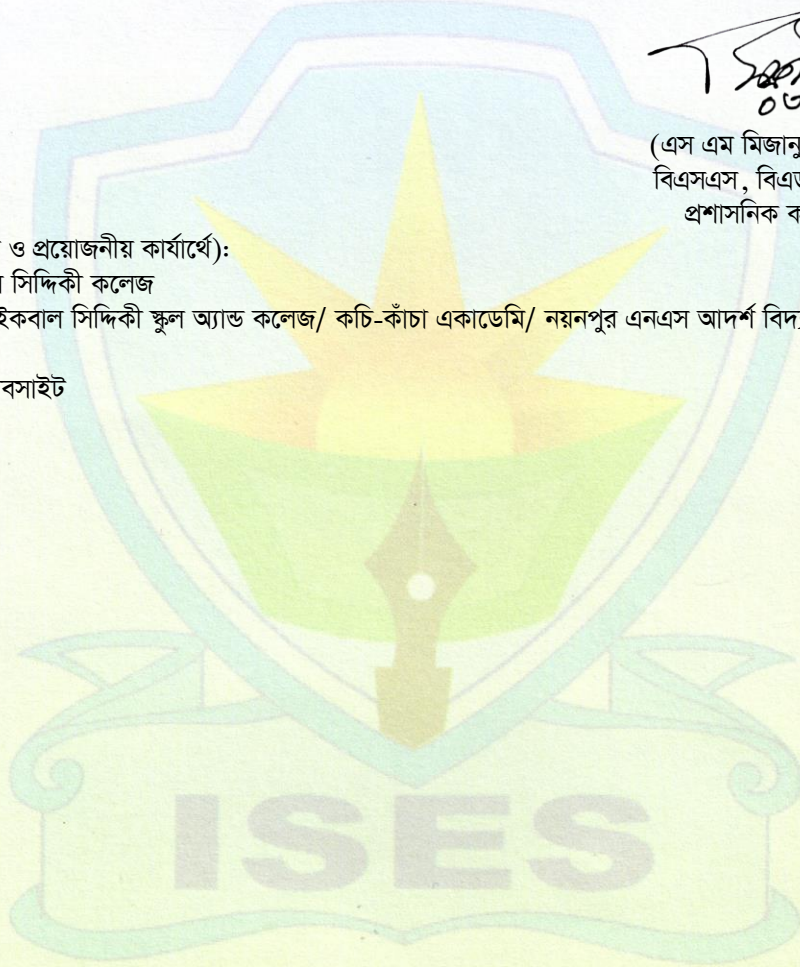 (এস এম মিজানু
বিএসএস, বিএড
প্রশাসনিক ক
ও প্রয়োজনীয় কার্যার্থে):
সিদ্দিকী কলেজ
ইকবাল সিদ্দিকী স্কুল অ্যান্ড কলেজ/ কচি-কাঁচা একাডেমি/ নয়নপুর এনএস আদর্শ বিদ্য
বসাইট
ISES